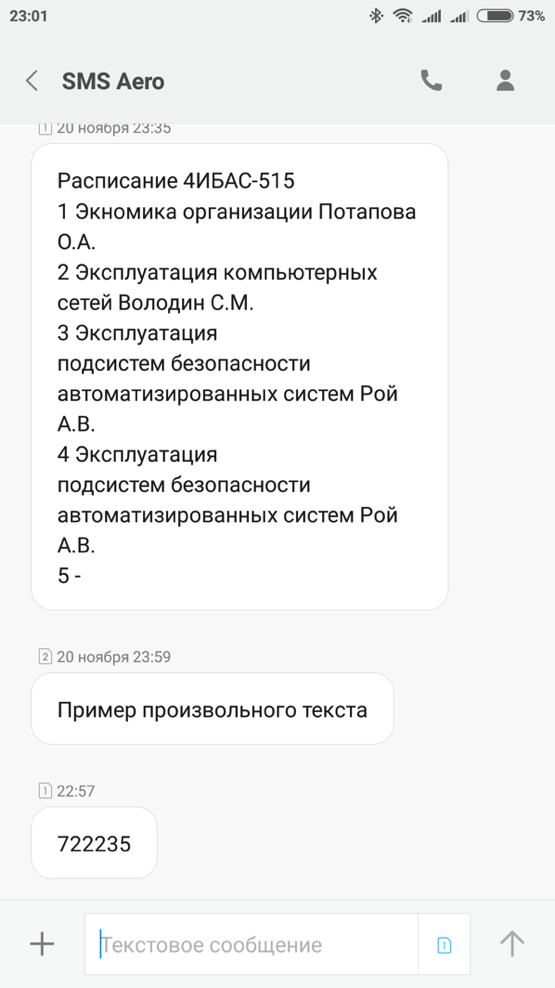 23:01
73%
SMS Aero
1 20 ноября 23:35
Расписание 4ИБАС-515
1 Экномика организации Потапова
О.А.
2 Эксплуатация компьютерных
сетей Володин С.М.
3 Эксплуатация
подсистем безопасности
автоматизированных систем Рой
А.В.
4 Эксплуатация
подсистем безопасности
автоматизированных систем Рой
А.В.
5 -
2 20 ноября 23:59
Пример произвольного текста
1 22:57
722235
Текстовое сообщение
1